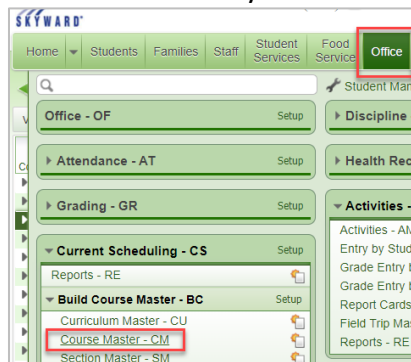 SKYWARD
Home Students Families Staff Student Services Food Service Office
Student Man
Office - OF Setup
Discipline
Attendance - AT Setup
Health Rec
Grading - GR Setup
Activities -
Current Scheduling - CS Setup
Activities - AM
Reports - RE
Entry by Stud
Build Course Master - BC Setup
Grade Entry b
Curriculum Master - CU
Grade Entry b
Course Master - CM
Report Cards
Section Master - SM
Field Trip Mas
Reports - RE